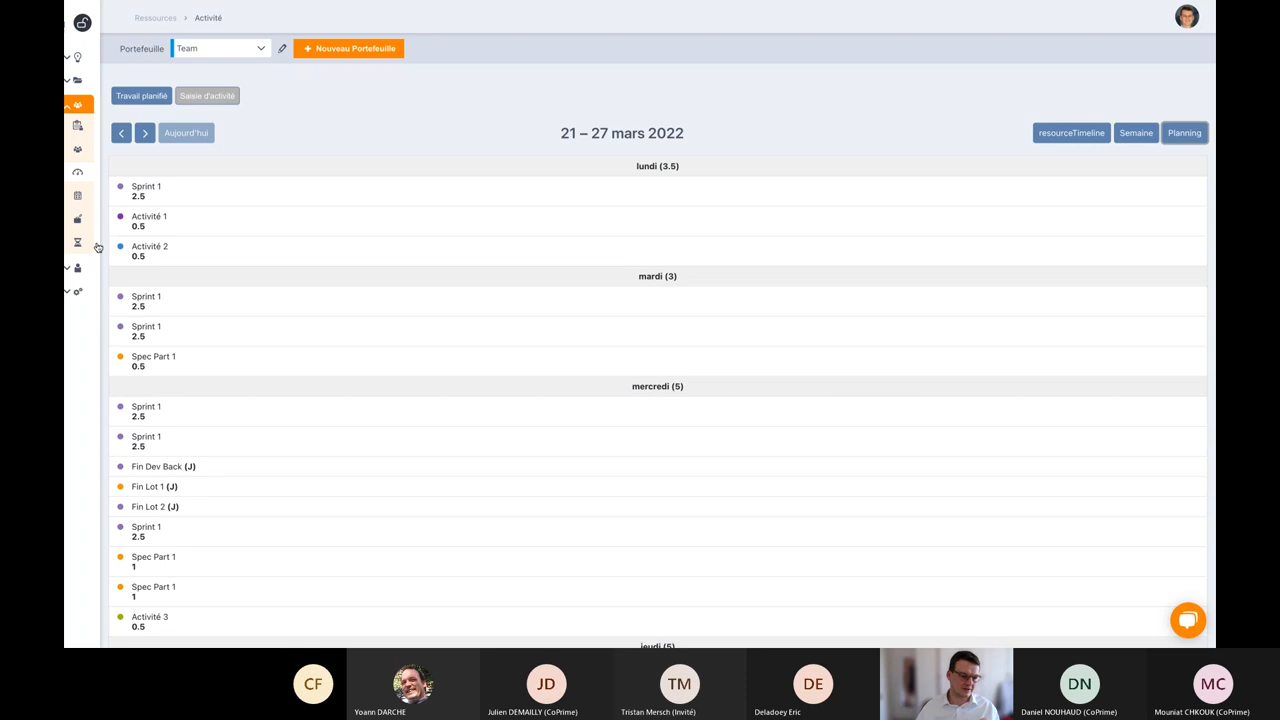 Ressources > Activité
Portefeuille Team + Nouveau Portefeuille
Travail planifié Saisie d'activité
Aujourd'hui 21 – 27 mars 2022 resourceTimeline Semaine Planning
lundi (3.5)
Sprint 1
2.5
Activité 1
0.5
Activité 2
0.5
mardi (3)
Sprint 1
2.5
Sprint 1
2.5
Spec Part 1
0.5
mercredi (5)
Sprint 1
2.5
Sprint 1
2.5
Fin Dev Back (J)
Fin Lot 1 (J)
Fin Lot 2 (J)
Sprint 1
2.5
Spec Part 1
1
Spec Part 1
1
Activité 3
0.5
jeudi (5)
CF JD TM DE DN MC
Yoann DARCHE Julien DEMAILLY (CoPrime) Tristan Mersch (Invité) Deladoey Eric Daniel NOUHAUD (CoPrime) Mouniat CHKOUK (CoPrime)